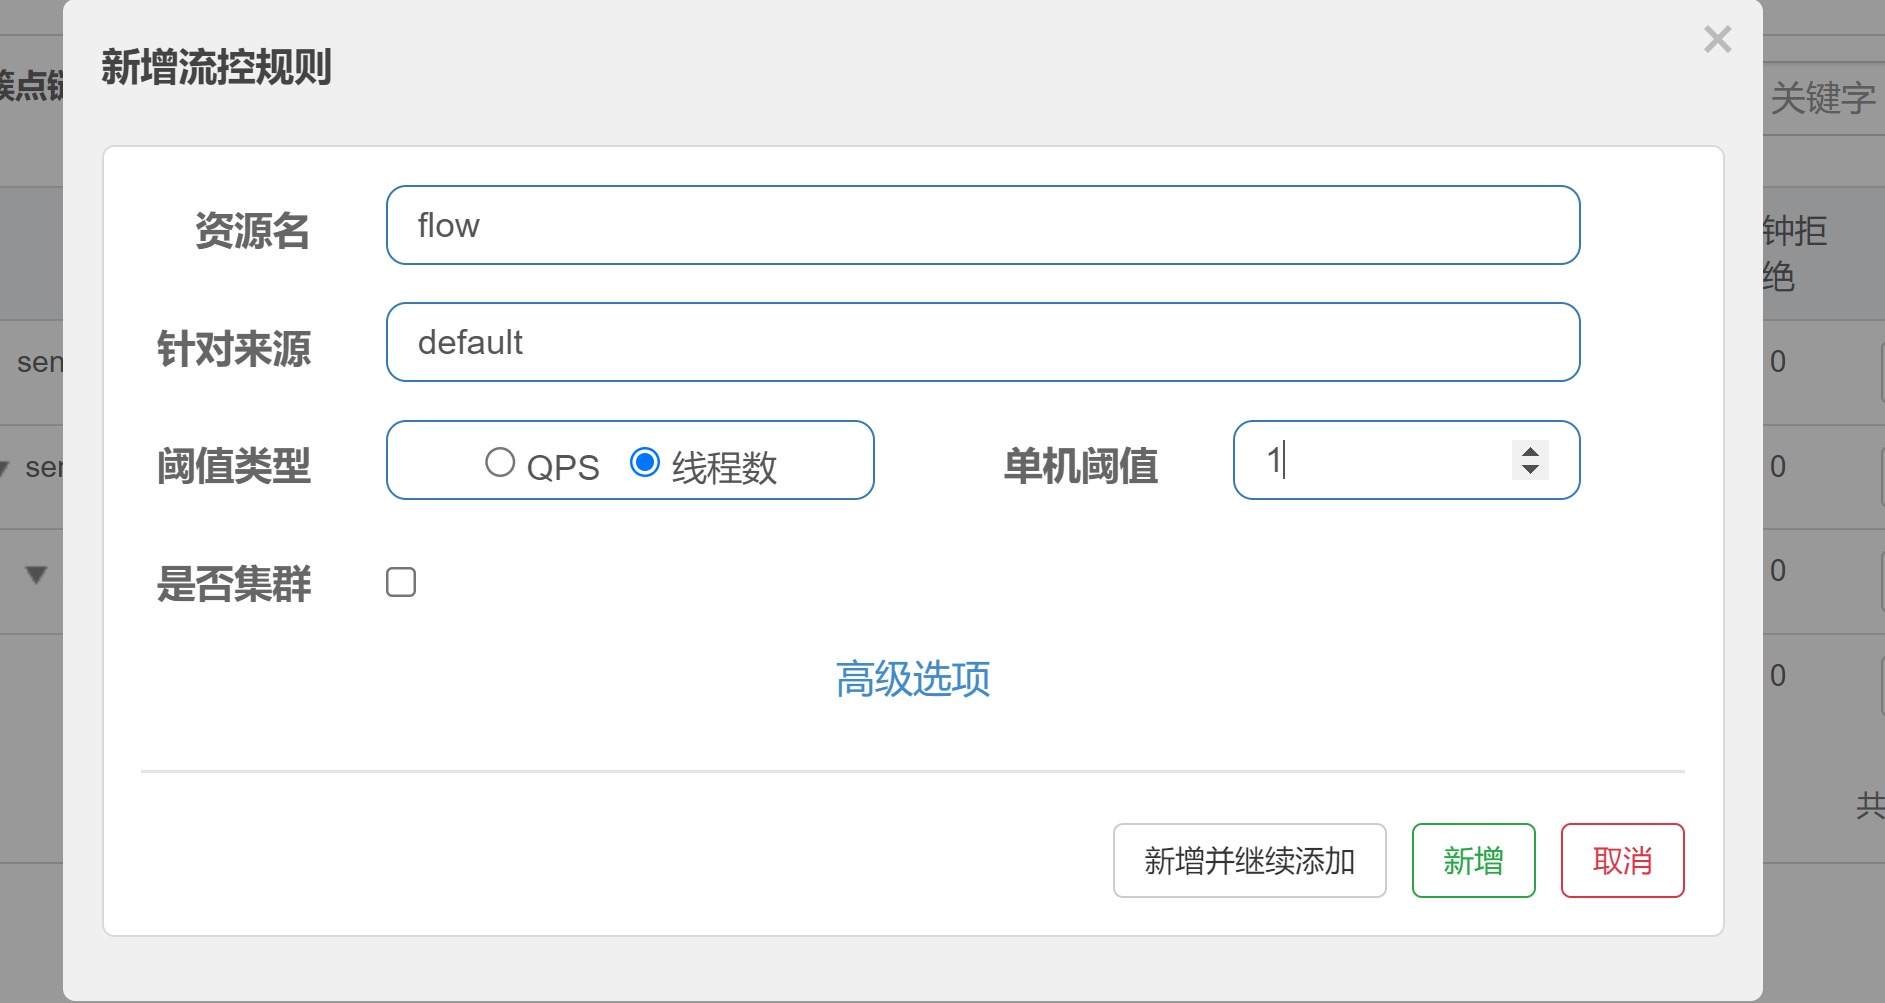 新增流控规则
×
簇点链
关键字
资源名
flow
钟拒
绝
针对来源
default
sen
0
阈值类型
QPS
线程数
单机阈值
1
ser
0
是否集群
0
高级选项
0
共
新增并继续添加
新增
取消